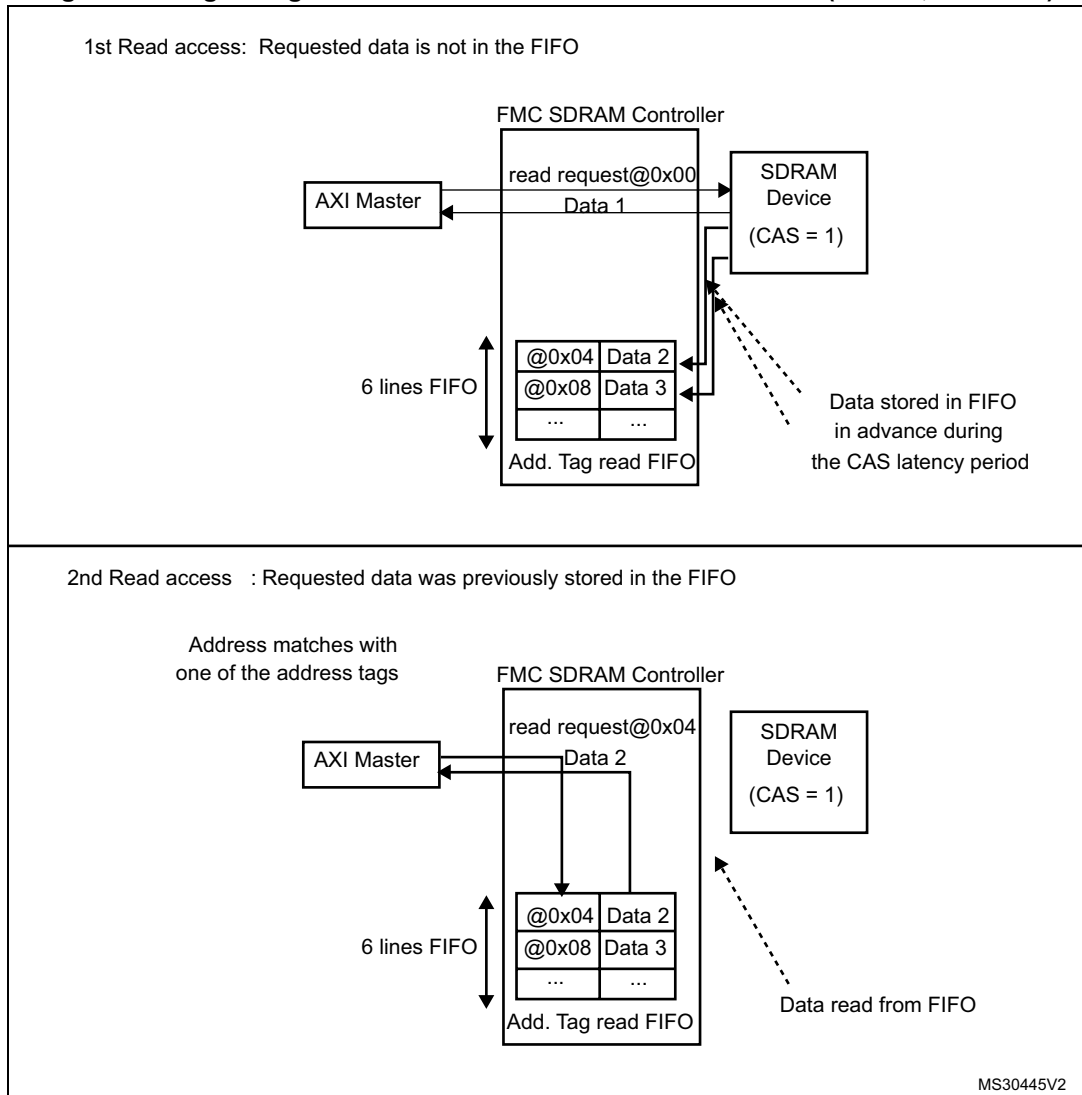 1st Read access: Requested data is not in the FIFO
FMC SDRAM Controller
AXI Master
read request@0x00
Data 1
SDRAM
Device
(CAS = 1)
6 lines FIFO
@0x04 Data 2
@0x08 Data 3
... ...
Add. Tag read FIFO
Data stored in FIFO
in advance during
the CAS latency period
2nd Read access : Requested data was previously stored in the FIFO
Address matches with
one of the address tags
FMC SDRAM Controller
AXI Master
read request@0x04
Data 2
SDRAM
Device
(CAS = 1)
6 lines FIFO
@0x04 Data 2
@0x08 Data 3
... ...
Add. Tag read FIFO
Data read from FIFO
MS30445V2